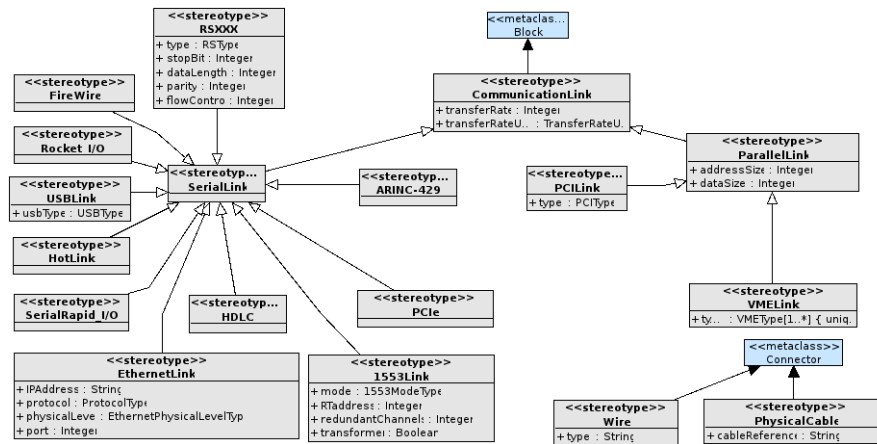 <<stereotype>>
RSXXX
+ type : RSType
+ stopBit : Integer
+ dataLength : Integer
+ parity : Integer
+ flowContro : Integer
<<metaclas...
Block
<<stereotype>>
FireWire
<<stereotype>>
CommunicationLink
+ transferRate : Integer
+ transferRateU... : TransferRateU.
<<stereotype>>
Rocket_I/O
<<stereotyp...
SerialLink
<<stereotype>>
ARINC-429
<<stereotype>>
PCILink
+ type : PCIType
<<stereotype>>
ParallelLink
+ addressSize : Integer
+ dataSize : Integer
<<stereotype>>
USBLink
+ usbType : USBType
<<stereotype>>
HotLink
<<stereotype>>
SerialRapid_I/O
<<stereotyp...
HDLC
<<stereotype>>
PCIe
<<stereotype>>
VMELink
+ ty... : VMEType[1..*] { uniq.
<<stereotype>>
EthernetLink
+ IPAddress : String
+ protocol : ProtocolType
+ physicalLeve : EthernetPhysicalLevelTyp
+ port : Integer
<<stereotype>>
1553Link
+ mode : 1553ModeType
+ RTaddress : Integer
+ redundantChannels : Integer
+ transformer : Boolean
<<metaclass>>
Connector
<<stereotype>>
Wire
+ type : String
<<stereotype>>
PhysicalCable
+ cableReference : String